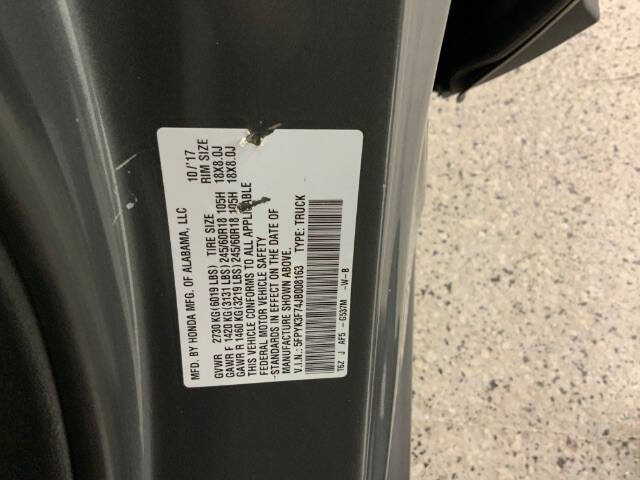 MFD. BY HONDA MFG. OF ALABAMA, LLC 10/'17
GVWR 2730 KG(6019 LBS) TIRE SIZE RIM SIZE
GAWR F 1420 KG(3131 LBS) 245/60R18 105H 18X8.0J
GAWR R 1460 KG(3219 LBS) 245/60R18 105H 18X8.0J
THIS VEHICLE CONFORMS TO ALL APPLICABLE
FEDERAL MOTOR VEHICLE SAFETY
STANDARDS IN EFFECT ON THE DATE OF
MANUFACTURE SHOWN ABOVE.
V.I.N.: 5FPYK3F74JB008163 TYPE: TRUCK
T6Z J AF5 - G537M -W-B